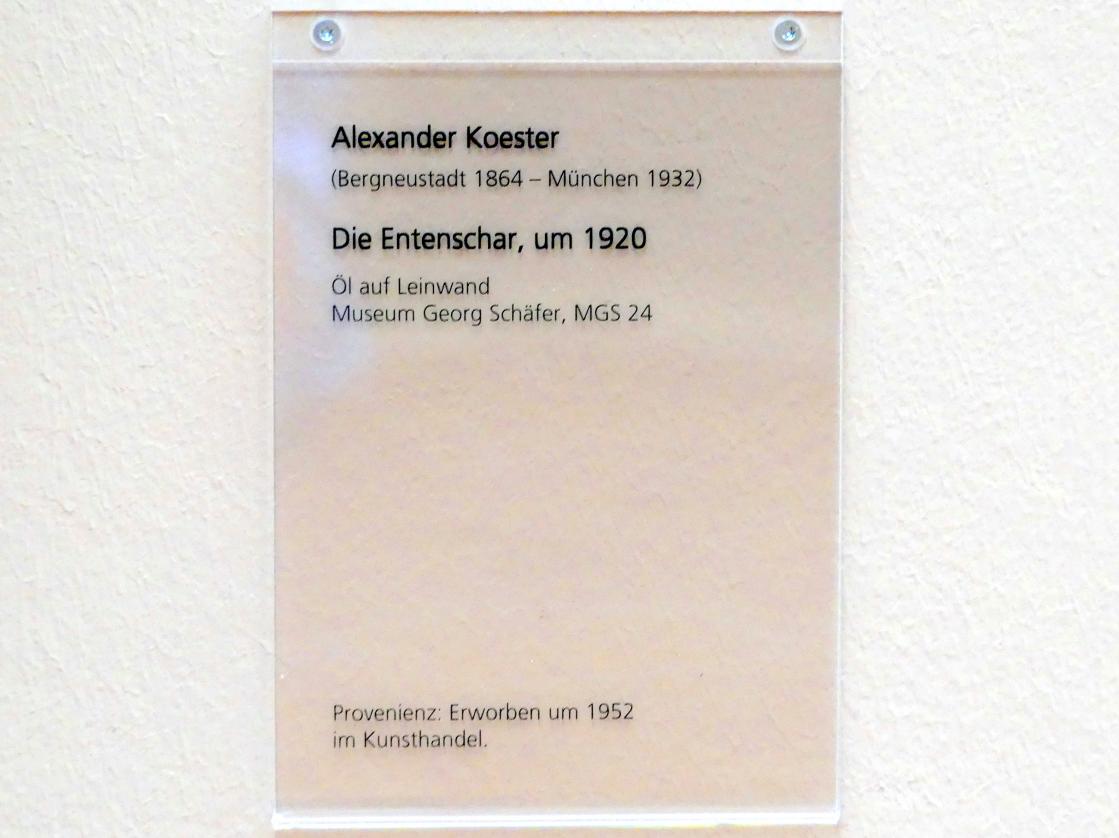 Alexander Koester
(Bergneustadt 1864 – München 1932)
Die Entenschar, um 1920
Öl auf Leinwand
Museum Georg Schäfer, MGS 24
Provenienz: Erworben um 1952
im Kunsthandel.